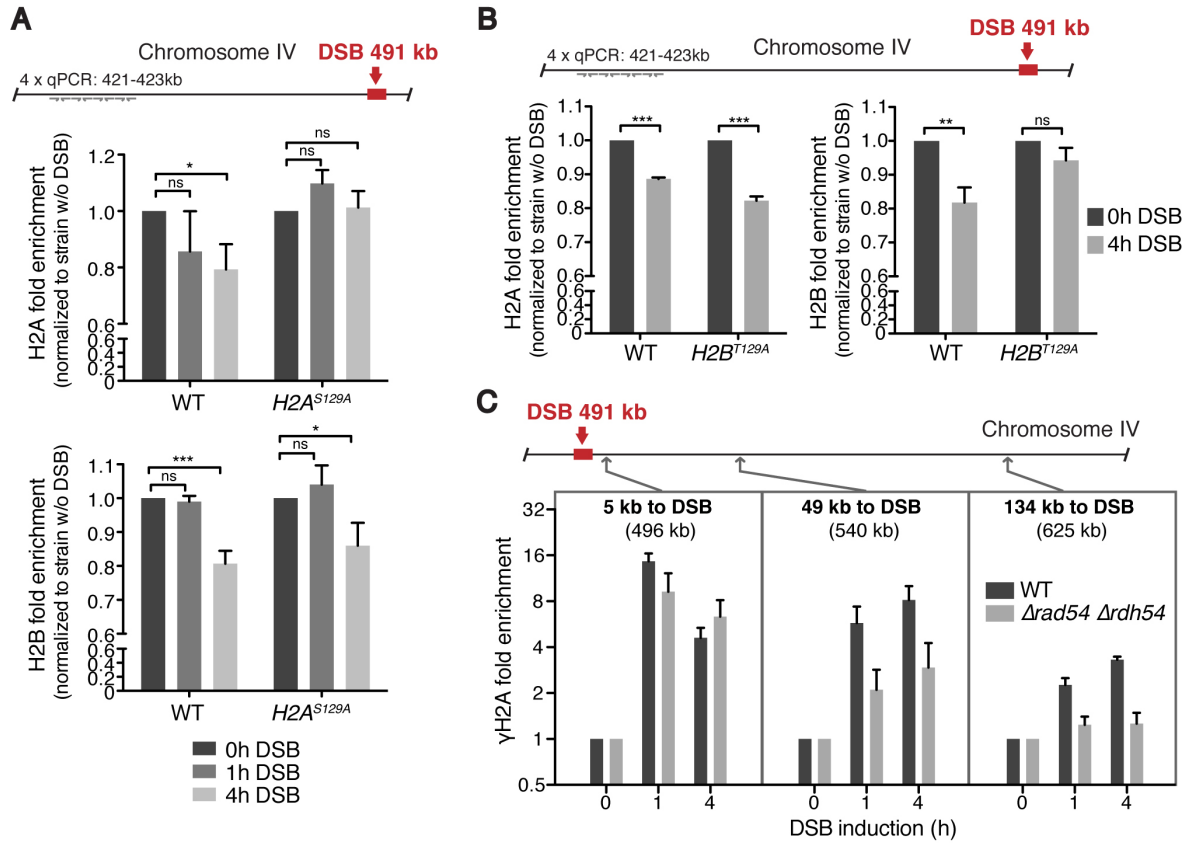 A
Chromosome IV
DSB 491 kb
4 x qPCR: 421-423kb
H2A fold enrichment
(normalized to strain w/o DSB)
1.2
1.0
0.8
0.6
0.4
0.2
0
ns
*
ns
ns
WT
H2A^S129A
H2B fold enrichment
(normalized to strain w/o DSB)
1.1
1.0
0.9
0.8
0.7
0.6
0.4
0.2
0
ns
***
ns
*
WT
H2A^S129A
0h DSB
1h DSB
4h DSB
B
DSB 491 kb
Chromosome IV
4 x qPCR: 421-423kb
H2A fold enrichment
(normalized to strain w/o DSB)
1.1
1.0
0.9
0.8
0.7
0.6
0.4
0.2
0
***
***
WT
H2B^T129A
H2B fold enrichment
(normalized to strain w/o DSB)
1.1
1.0
0.9
0.8
0.7
0.6
0.4
0.2
0
**
ns
WT
H2B^T129A
0h DSB
4h DSB
C
DSB 491 kb
Chromosome IV
γH2A fold enrichment
32
16
8
4
2
1
0.5
5 kb to DSB
(496 kb)
49 kb to DSB
(540 kb)
134 kb to DSB
(625 kb)
WT
Δrad54 Δrdh54
0 1 4 0 1 4 0 1 4
DSB induction (h)